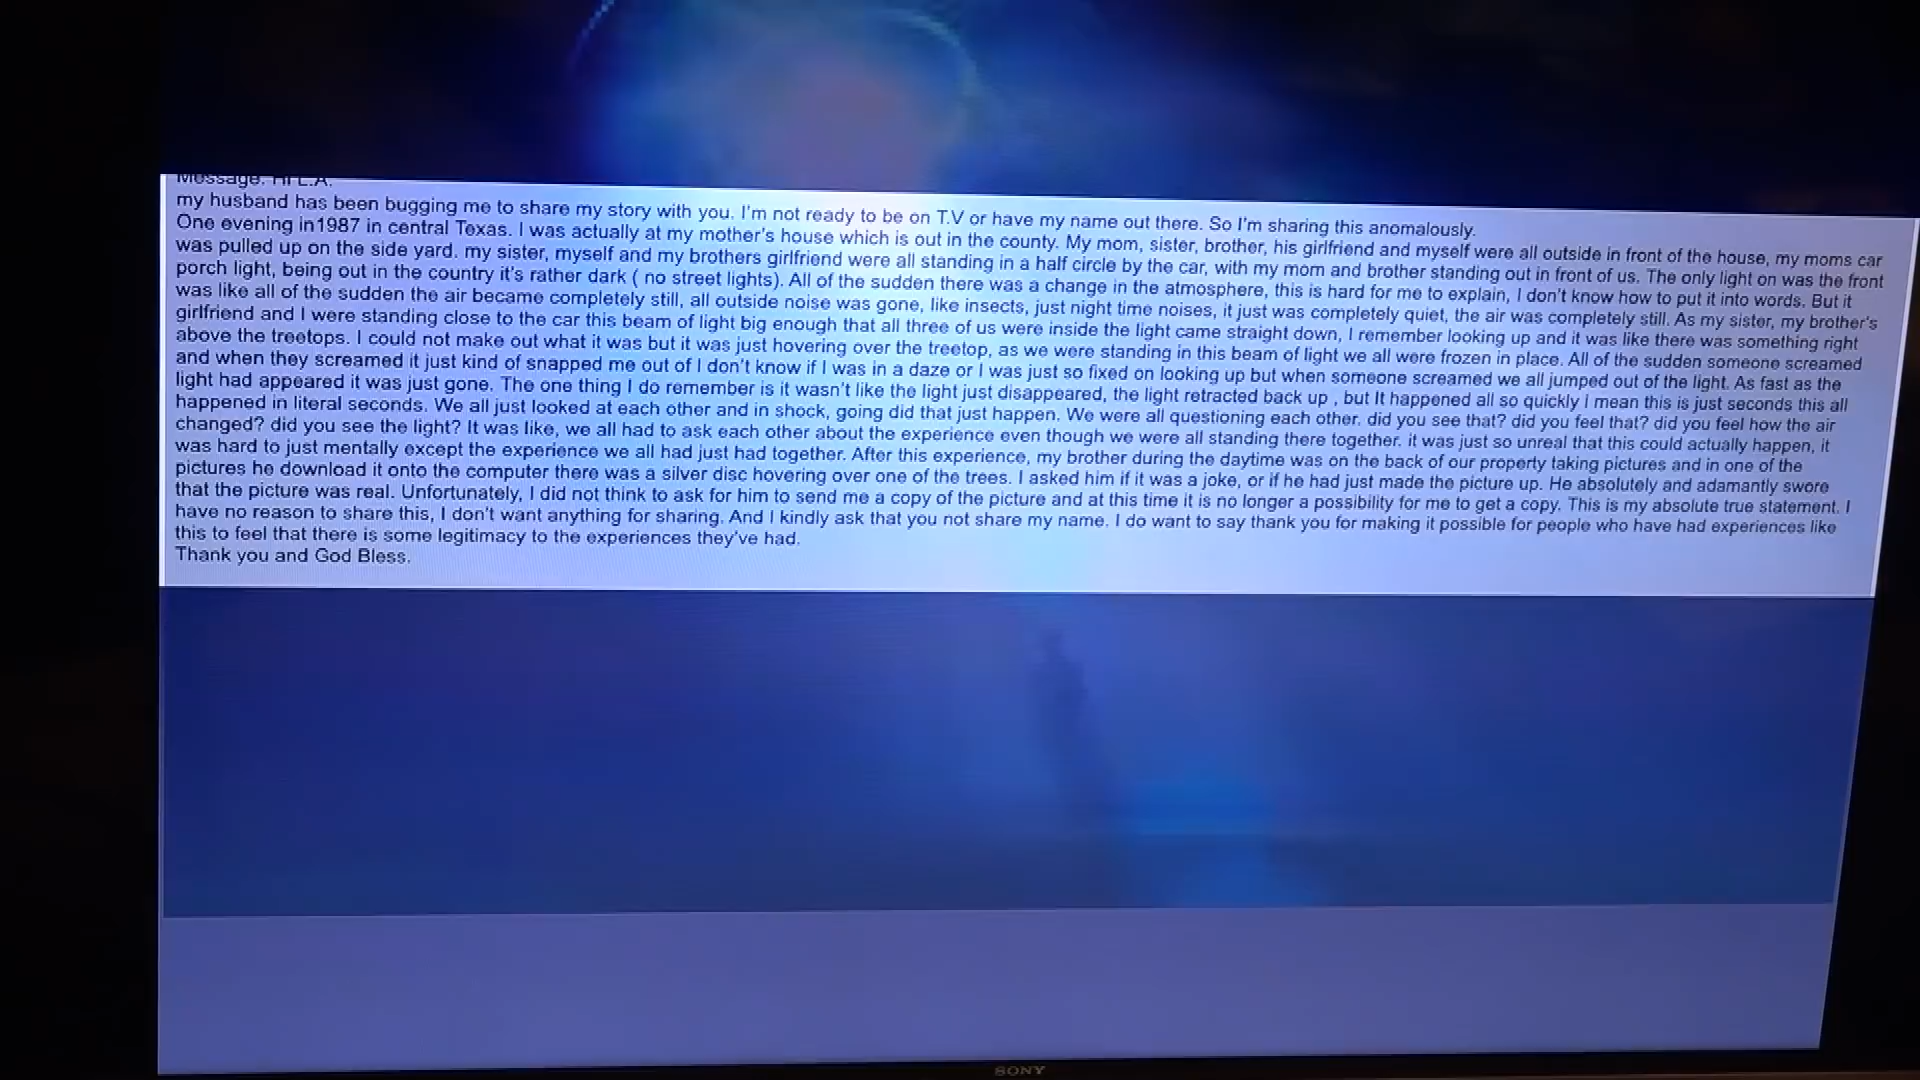 Message: Hi L.A.
my husband has been bugging me to share my story with you. I'm not ready to be on T.V or have my name out there. So I'm sharing this anomalously.
One evening in1987 in central Texas. I was actually at my mother's house which is out in the county. My mom, sister, brother, his girlfriend and myself were all outside in front of the house, my moms car
was pulled up on the side yard. my sister, myself and my brothers girlfriend were all standing in a half circle by the car, with my mom and brother standing out in front of us. The only light on was the front
porch light, being out in the country it's rather dark ( no street lights). All of the sudden there was a change in the atmosphere, this is hard for me to explain, I don't know how to put it into words. But it
was like all of the sudden the air became completely still, all outside noise was gone, like insects, just night time noises, it just was completely quiet, the air was completely still. As my sister, my brother's
girlfriend and I were standing close to the car this beam of light big enough that all three of us were inside the light came straight down, I remember looking up and it was like there was something right
above the treetops. I could not make out what it was but it was just hovering over the treetop, as we were standing in this beam of light we all were frozen in place. All of the sudden someone screamed
and when they screamed it just kind of snapped me out of I don't know if I was in a daze or I was just so fixed on looking up but when someone screamed we all jumped out of the light. As fast as the
light had appeared it was just gone. The one thing I do remember is it wasn't like the light just disappeared, the light retracted back up , but It happened all so quickly i mean this is just seconds this all
happened in literal seconds. We all just looked at each other and in shock, going did that just happen. We were all questioning each other. did you see that? did you feel that? did you feel how the air
changed? did you see the light? It was like, we all had to ask each other about the experience even though we were all standing there together. it was just so unreal that this could actually happen, it
was hard to just mentally except the experience we all had just had together. After this experience, my brother during the daytime was on the back of our property taking pictures and in one of the
pictures he download it onto the computer there was a silver disc hovering over one of the trees. I asked him if it was a joke, or if he had just made the picture up. He absolutely and adamantly swore
that the picture was real. Unfortunately, I did not think to ask for him to send me a copy of the picture and at this time it is no longer a possibility for me to get a copy. This is my absolute true statement. I
have no reason to share this, I don't want anything for sharing. And I kindly ask that you not share my name. I do want to say thank you for making it possible for people who have had experiences like
this to feel that there is some legitimacy to the experiences they've had.
Thank you and God Bless.
SONY